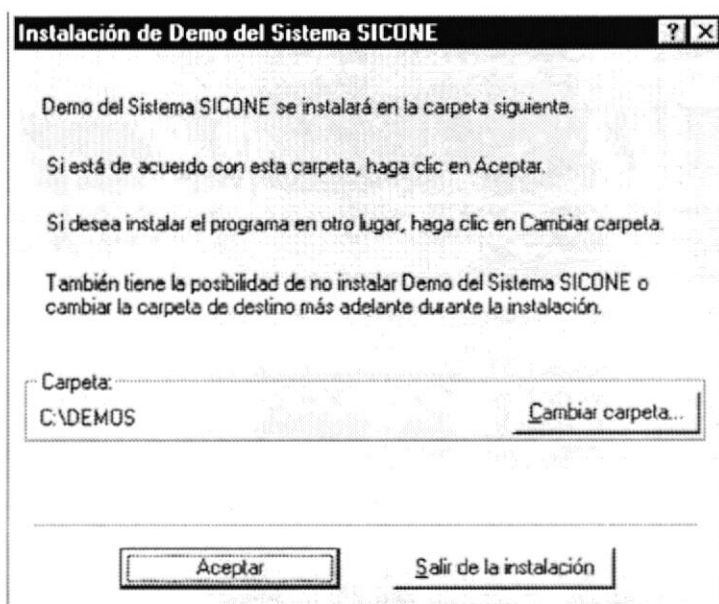 Instalación de Demo del Sistema SICONE
Demo del Sistema SICONE se instalará en la carpeta siguiente.
Si está de acuerdo con esta carpeta, haga clic en Aceptar.
Si desea instalar el programa en otro lugar, haga clic en Cambiar carpeta.
También tiene la posibilidad de no instalar Demo del Sistema SICONE o
cambiar la carpeta de destino más adelante durante la instalación.
Carpeta:
C:\DEMOS
Cambiar carpeta...
Aceptar
Salir de la instalación